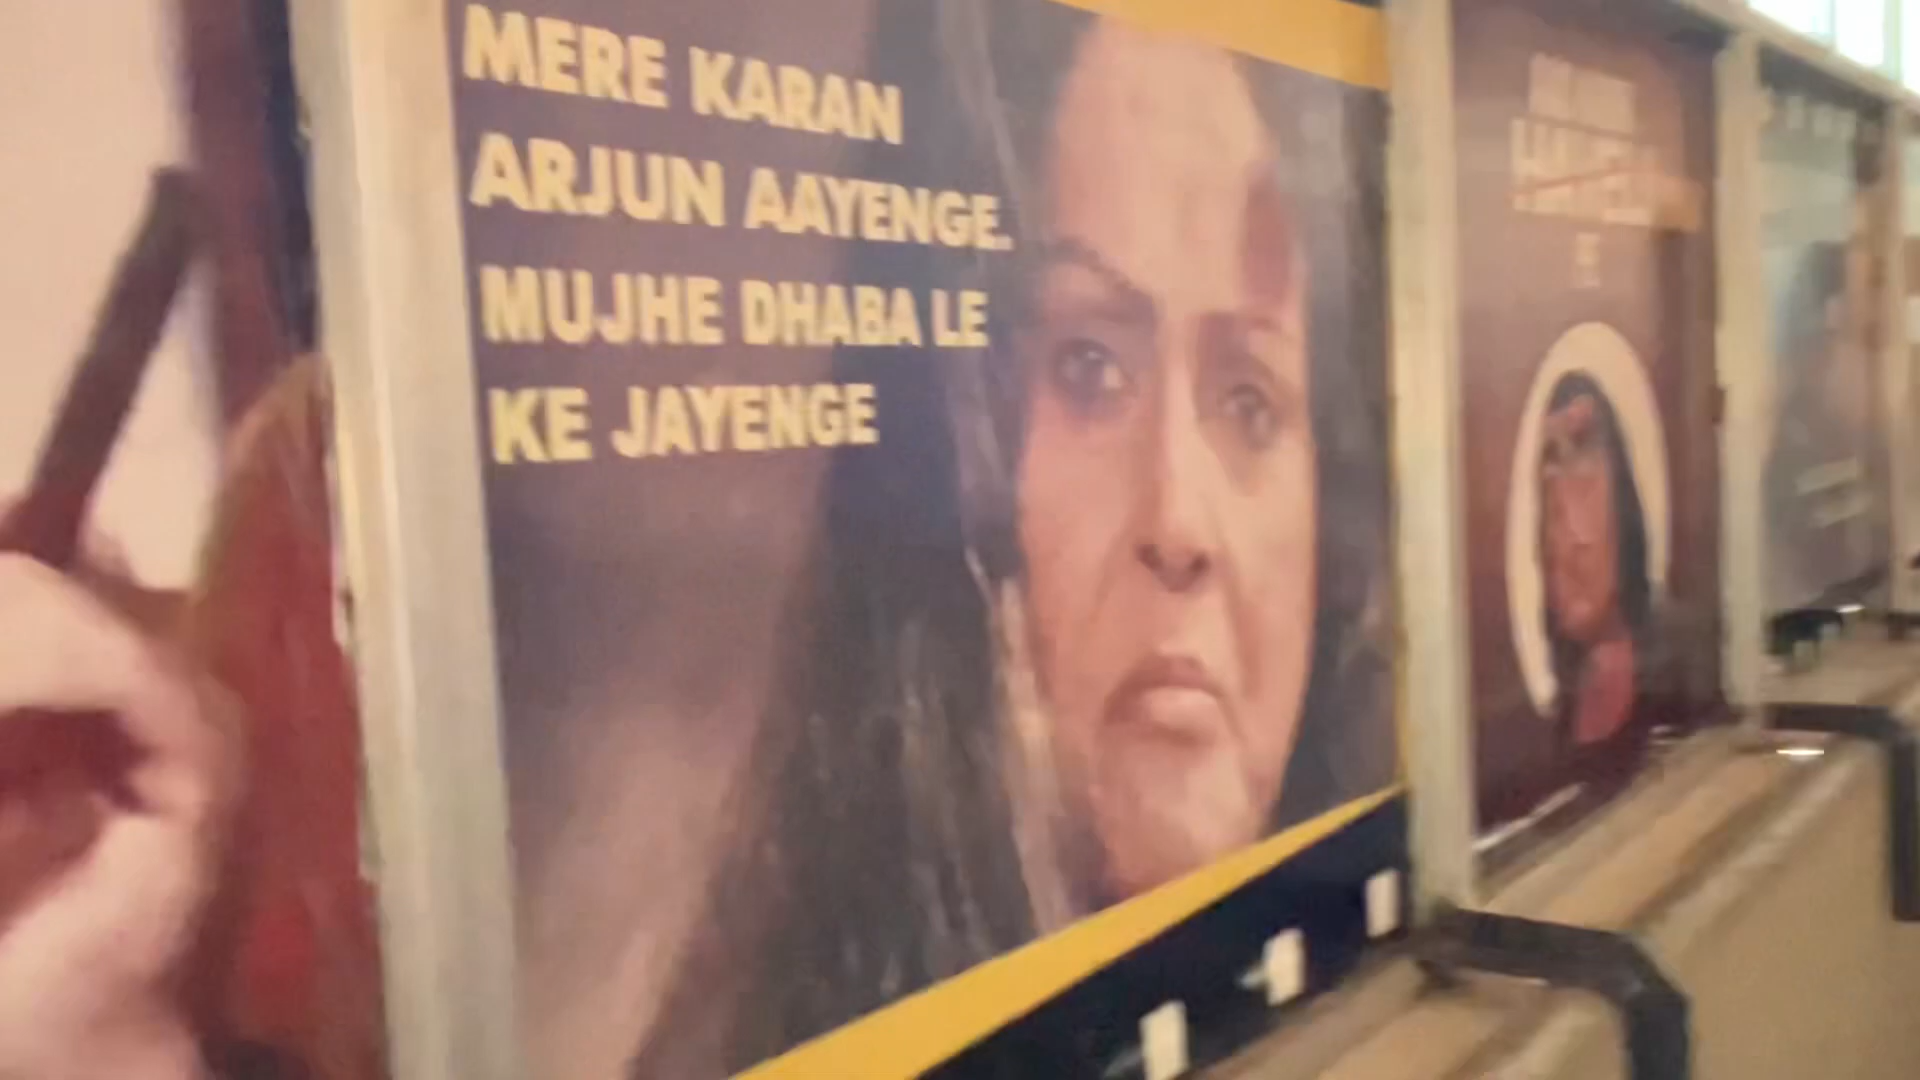 MERE KARAN
ARJUN AAYENGE.
MUJHE DHABA LE
KE JAYENGE